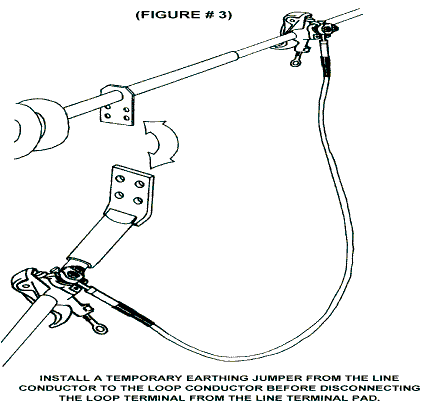 (FIGURE # 3)
INSTALL A TEMPORARY EARTHING JUMPER FROM THE LINE
CONDUCTOR TO THE LOOP CONDUCTOR BEFORE DISCONNECTING
THE LOOP TERMINAL FROM THE LINE TERMINAL PAD.